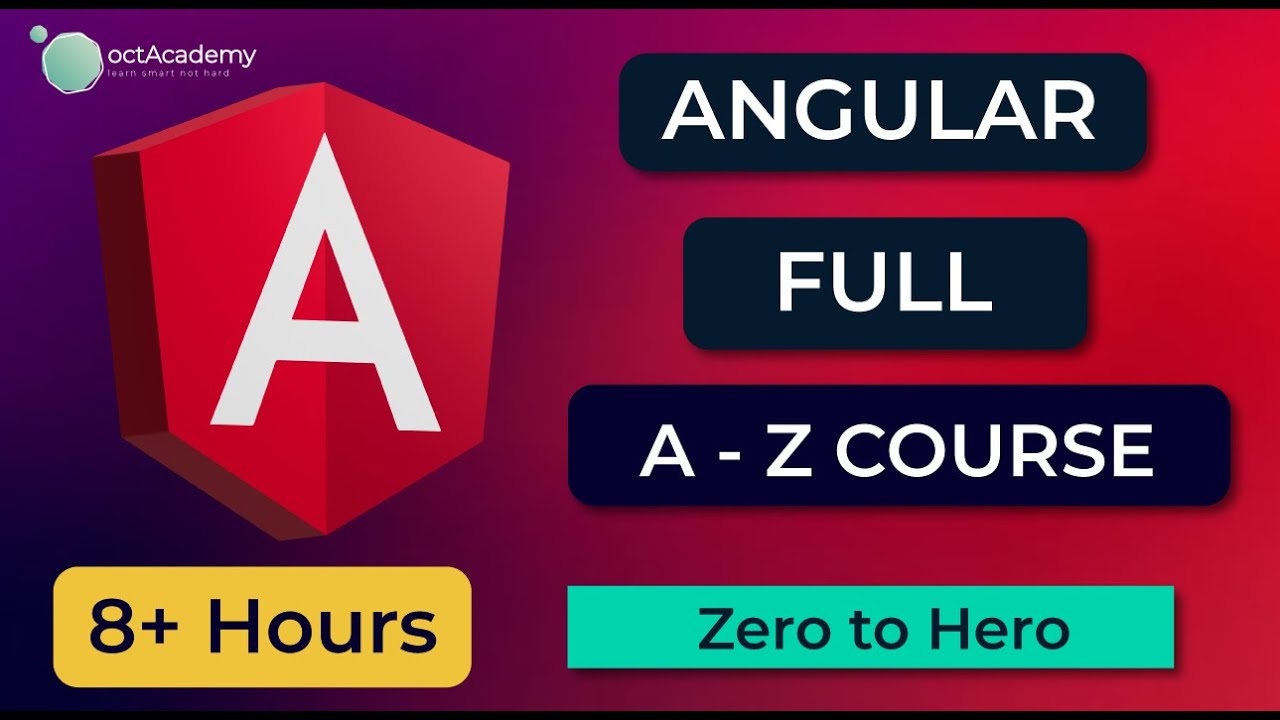 octAcademy
learn smart not hard
A
ANGULAR
FULL
A - Z COURSE
8+ Hours
Zero to Hero